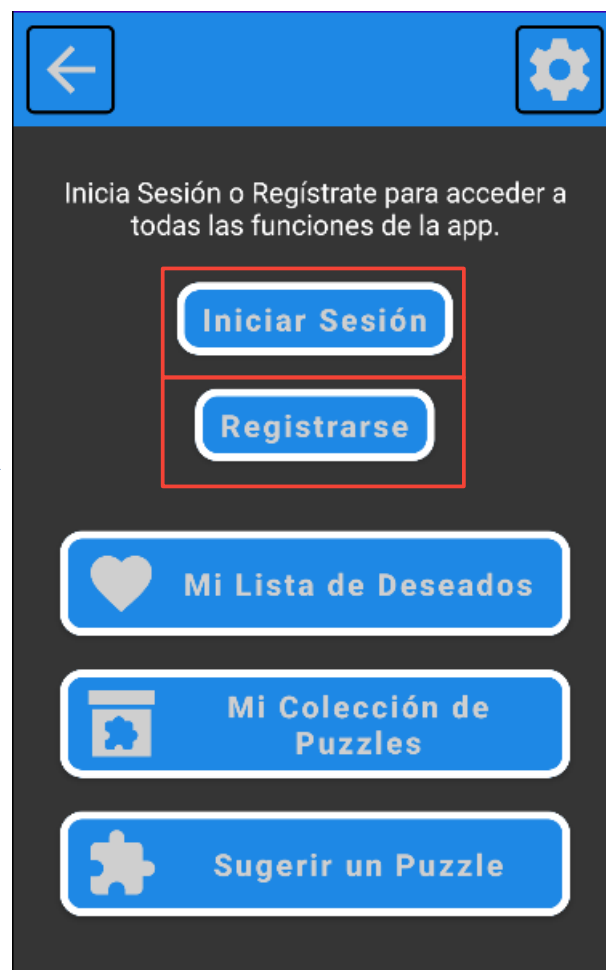 Inicia Sesión o Regístrate para acceder a
todas las funciones de la app.
Iniciar Sesión
Registrarse
Mi Lista de Deseados
Mi Colección de
Puzzles
Sugerir un Puzzle